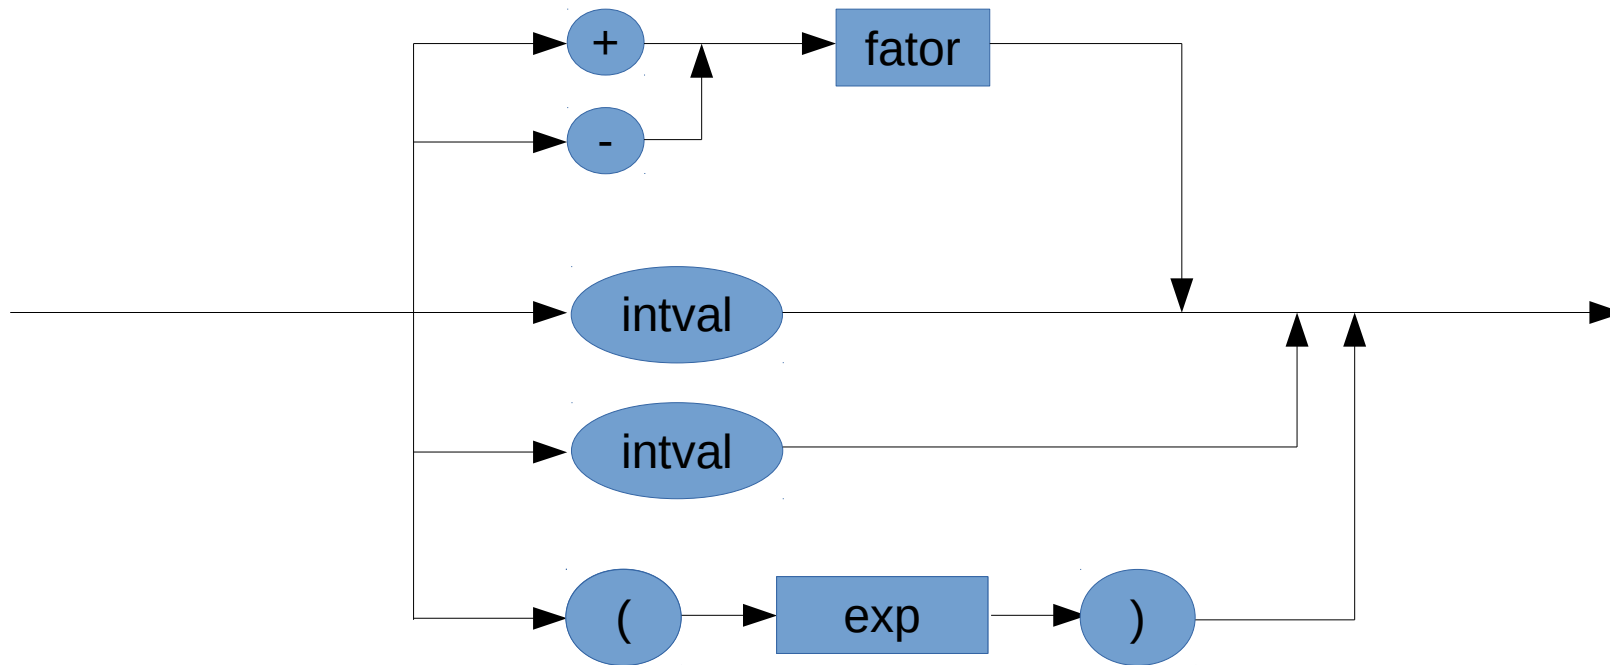 + fator
-
intval
intval
( exp )